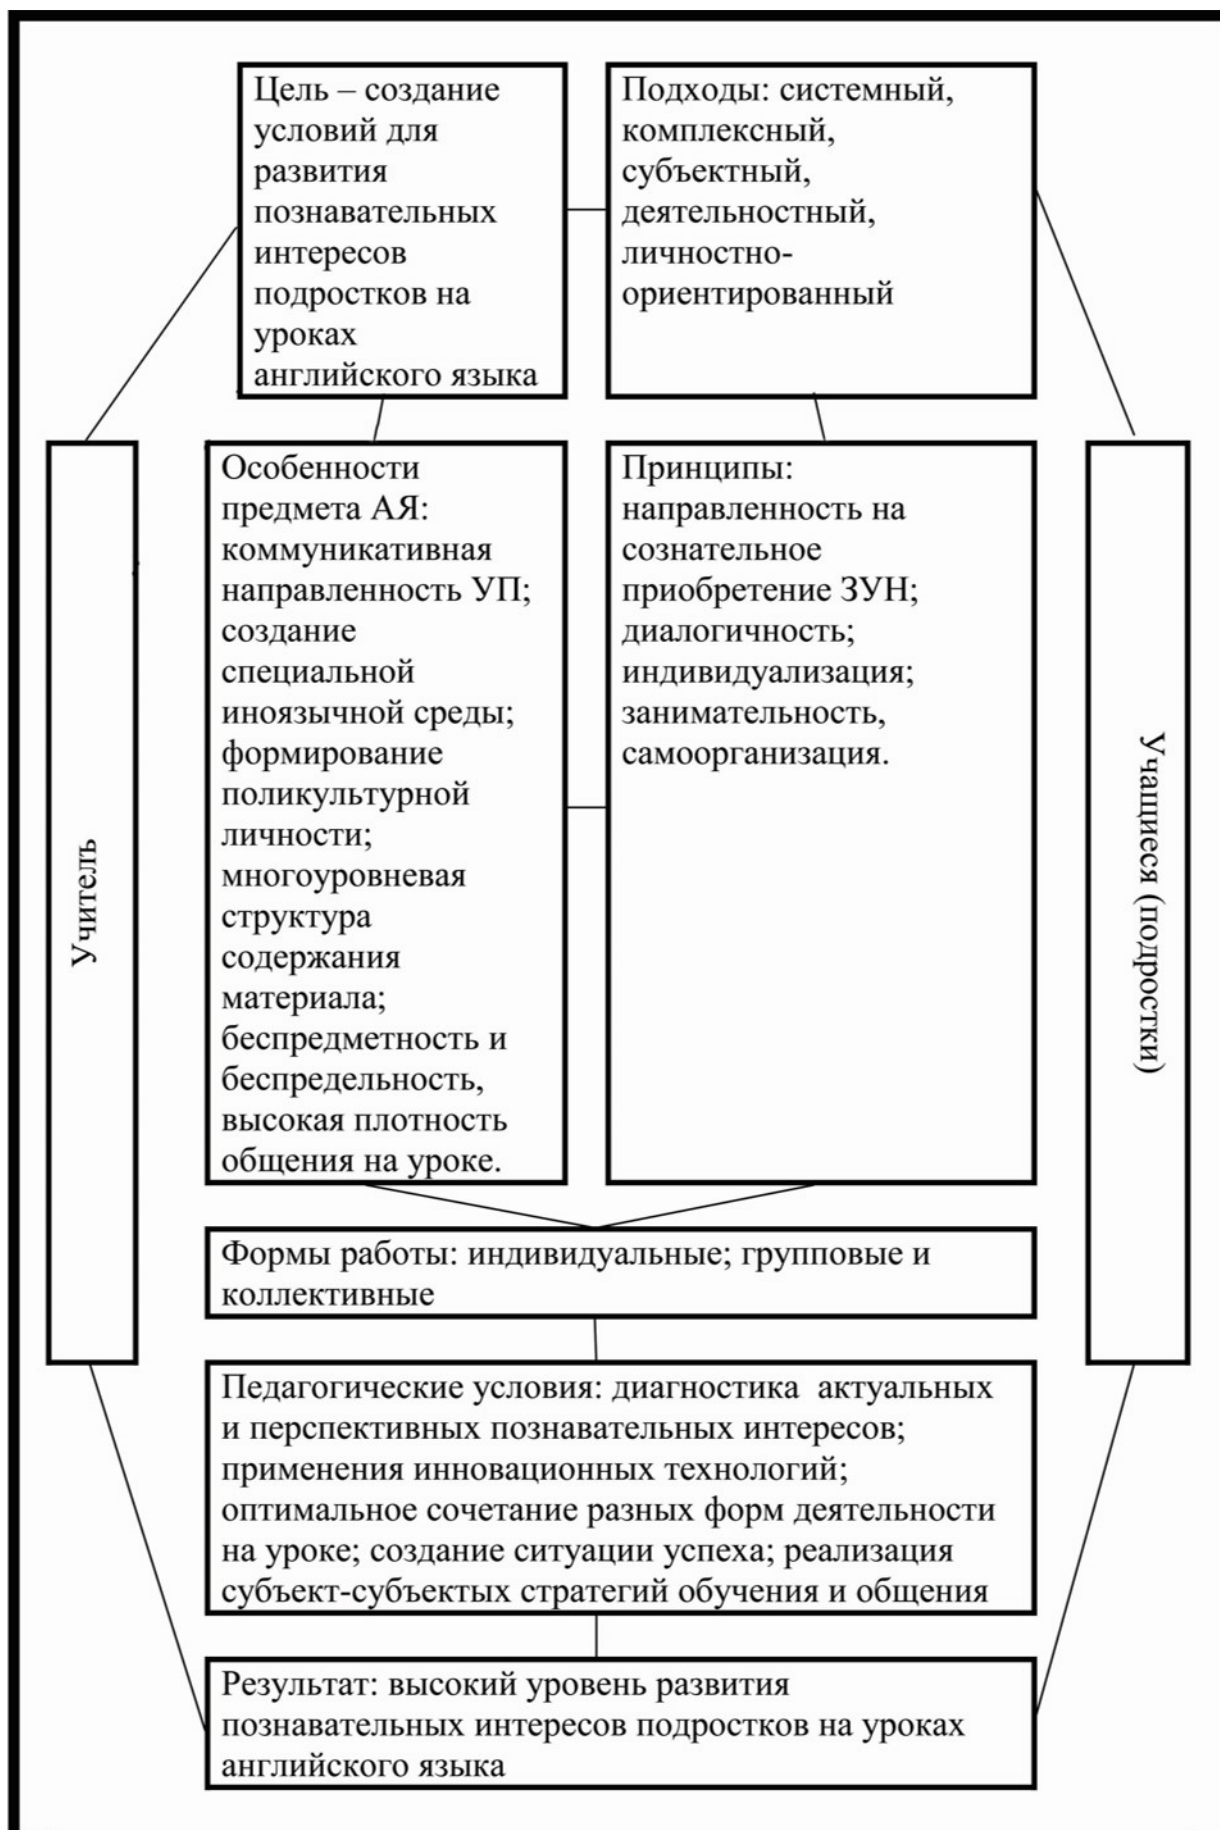 Цель – создание
условий для
развития
познавательных
интересов
подростков на
уроках
английского языка
Подходы: системный,
комплексный,
субъектный,
деятельностный,
личностно-
ориентированный
Учитель
Особенности
предмета АЯ:
коммуникативная
направленность УП;
создание
специальной
иноязычной среды;
формирование
поликультурной
личности;
многоуровневая
структура
содержания
материала;
беспредметность и
беспредельность,
высокая плотность
общения на уроке.
Принципы:
направленность на
сознательное
приобретение ЗУН;
диалогичность;
индивидуализация;
занимательность,
самоорганизация.
Учащиеся (подростки)
Формы работы: индивидуальные; групповые и
коллективные
Педагогические условия: диагностика  актуальных
и перспективных познавательных интересов;
применения инновационных технологий;
оптимальное сочетание разных форм деятельности
на уроке; создание ситуации успеха; реализация
субъект-субъектых стратегий обучения и общения
Результат: высокий уровень развития
познавательных интересов подростков на уроках
английского языка